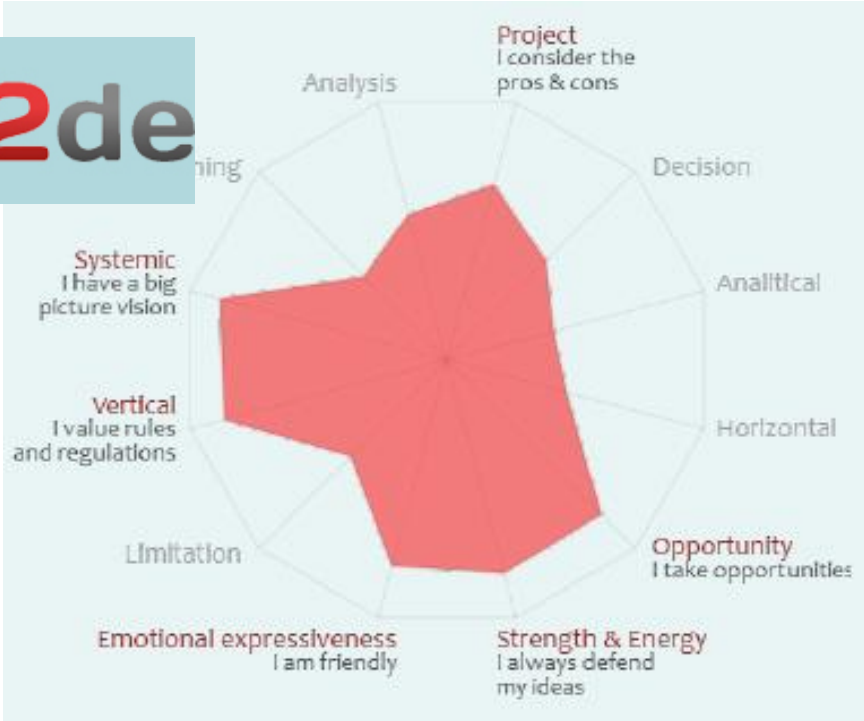 Project
I consider the
pros & cons
Analysis
2de
Decision
Systemic
I have a big
picture vision
Analitical
Vertical
I value rules
and regulations
Horizontal
Limitation
Opportunity
I take opportunities
Emotional expressiveness
I am friendly
Strength & Energy
I always defend
my ideas